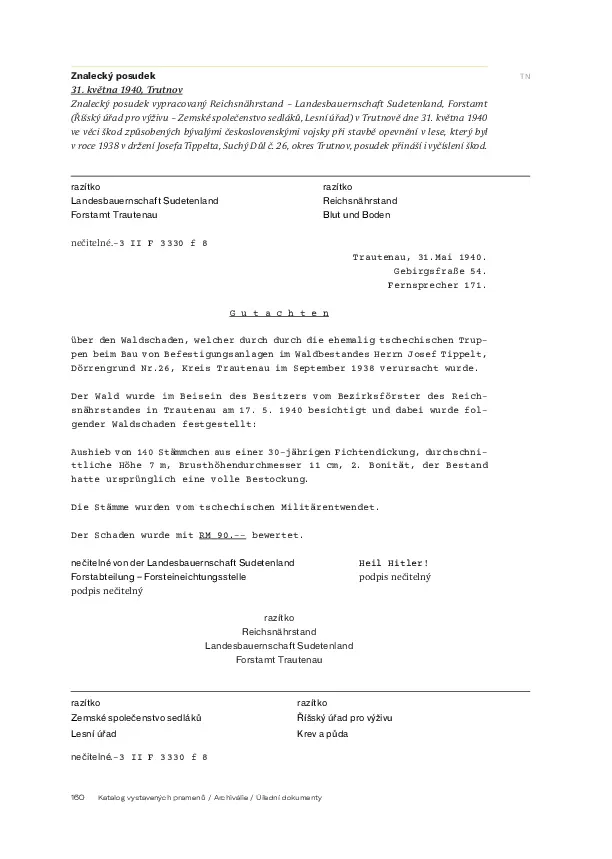 Znalecký posudek
TN
31. května 1940, Trutnov
Znalecký posudek vypracovaný Reichsnährstand – Landesbauernschaft Sudetenland, Forstamt
(Říšský úřad pro výživu – Zemské společenstvo sedláků, Lesní úřad) v Trutnově dne 31. května 1940
ve věci škod způsobených bývalými československými vojsky při stavbě opevnění v lese, který byl
v roce 1938 v držení Josefa Tippelta, Suchý Důl č. 26, okres Trutnov, posudek přináší i vyčíslení škod.
razítko
Landesbauernschaft Sudetenland
Forstamt Trautenau
razítko
Reichsnährstand
Blut und Boden
nečitelné.-3 II F 3330 f 8
Trautenau, 31.Mai 1940.
Gebirgsfraße 54.
Fernsprecher 171.
G u t a c h t e n
über den Waldschaden, welcher durch durch die ehemalig tschechischen Trup-
pen beim Bau von Befestigungsanlagen im Waldbestandes Herrn Josef Tippelt,
Dörrengrund Nr.26, Kreis Trautenau im September 1938 verursacht wurde.
Der Wald wurde im Beisein des Besitzers vom Bezirksförster des Reich-
snährstandes in Trautenau am 17. 5. 1940 besichtigt und dabei wurde fol-
gender Waldschaden festgestellt:
Aushieb von 140 Stämmchen aus einer 30-jährigen Fichtendickung, durchschni-
ttliche Höhe 7 m, Brusthöhendurchmesser 11 cm, 2. Bonität, der Bestand
hatte ursprünglich eine volle Bestockung.
Die Stämme wurden vom tschechischen Militärentwendet.
Der Schaden wurde mit RM 90.-- bewertet.
nečitelné von der Landesbauernschaft Sudetenland
Forstabteilung – Forsteineichtungsstelle
podpis nečitelný
Heil Hitler!
podpis nečitelný
razítko
Reichsnährstand
Landesbauernschaft Sudetenland
Forstamt Trautenau
razítko
Zemské společenstvo sedláků
Lesní úřad
razítko
Říšský úřad pro výživu
Krev a půda
nečitelné.-3 II F 3330 f 8
160 Katalog vystavených pramenů / Archiválie / Úřední dokumenty